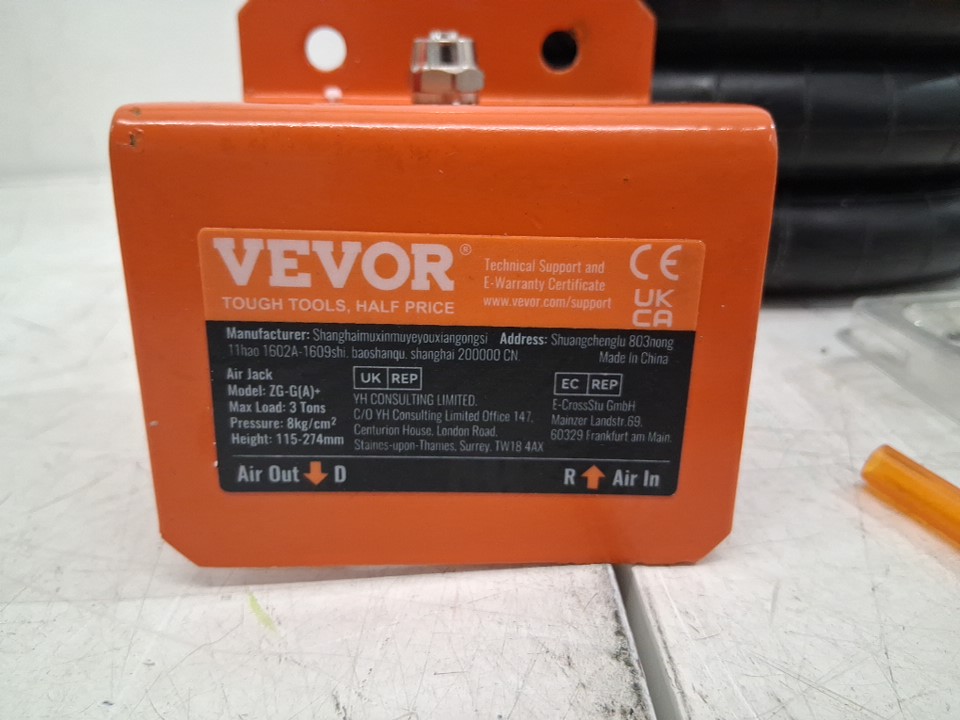 VEVOR®
TOUGH TOOLS, HALF PRICE
Technical Support and
E-Warranty Certificate
www.vevor.com/support
CE
UK
CA
Manufacturer: Shanghaimuxinmuyeyouxiangongsi Address: Shuangchenglu 803nong
11hao 1602A-1609shi. baoshanqu. shanghai 200000 CN.
Made In China
Air Jack
Model: ZG-G(A)+
Max Load: 3 Tons
Pressure: 8kg/cm²
Height: 115-274mm
UK REP
YH CONSULTING LIMITED.
C/O YH Consulting Limited Office 147,
Centurion House, London Road,
Staines-upon-Thames, Surrey, TW18 4AX
EC REP
E-CrossStu GmbH
Mainzer Landstr.69,
60329 Frankfurt am Main.
Air Out D
R Air In